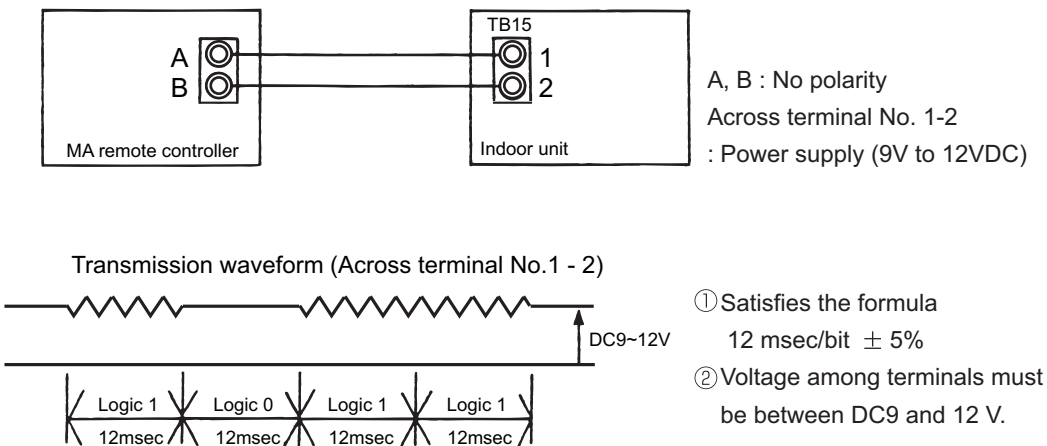 TB15
A
B
1
2
MA remote controller
Indoor unit
A, B : No polarity
Across terminal No. 1-2
: Power supply (9V to 12VDC)
Transmission waveform (Across terminal No.1 - 2)
DC9~12V
Logic 1 Logic 0 Logic 1 Logic 1
12msec 12msec 12msec 12msec
①Satisfies the formula
12 msec/bit ± 5%
②Voltage among terminals must
be between DC9 and 12 V.